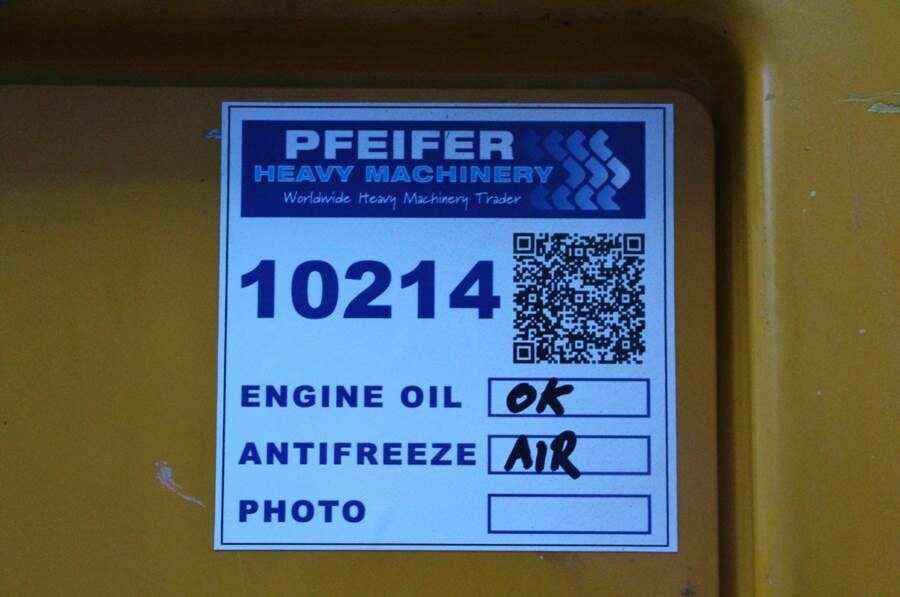 PFEIFER
HEAVY MACHINERY
Worldwide Heavy Machinery Trader
10214
ENGINE OIL OK
ANTIFREEZE AIR
PHOTO